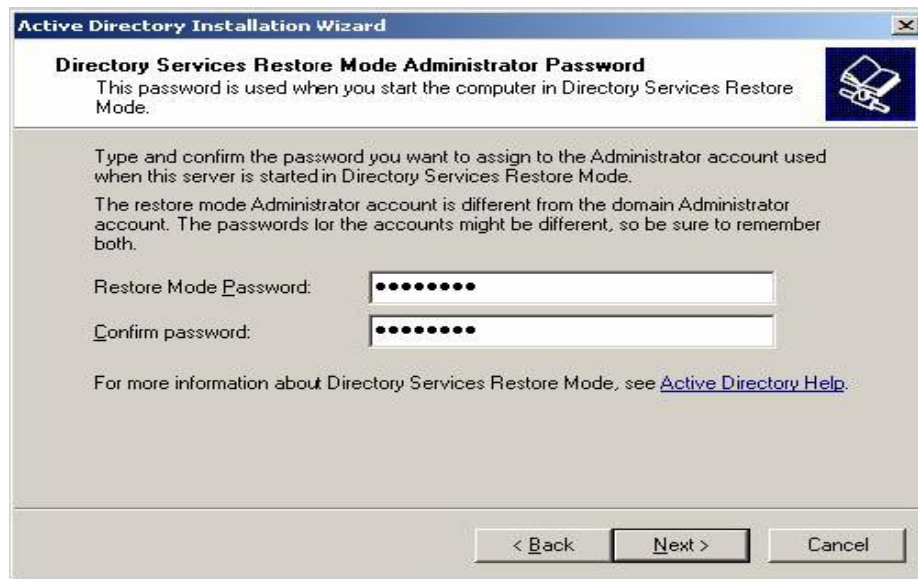 Active Directory Installation Wizard
Directory Services Restore Mode Administrator Password
This password is used when you start the computer in Directory Services Restore
Mode.
Type and confirm the password you want to assign to the Administrator account used
when this server is started in Directory Services Restore Mode.
The restore mode Administrator account is different from the domain Administrator
account. The passwords for the accounts might be different, so be sure to remember
both.
Restore Mode Password: ●●●●●●●●
Confirm password: ●●●●●●●●
For more information about Directory Services Restore Mode, see Active Directory Help.
< Back Next > Cancel